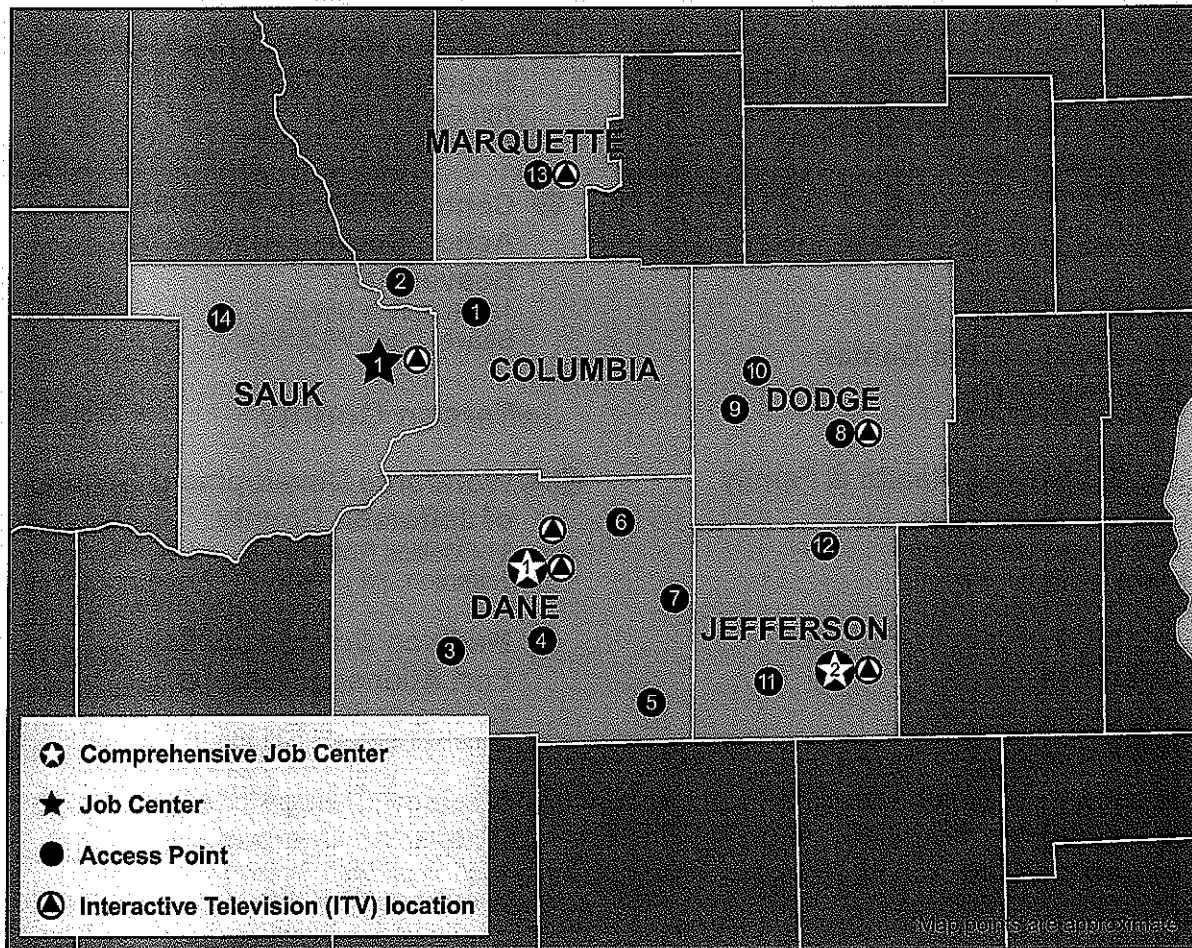 MARQUETTE
13
2
1
14
1
COLUMBIA
SAUK
10
DODGE
9
8
6
12
1
7
DANE
JEFFERSON
4
3
2
11
5
Comprehensive Job Center
Job Center
Access Point
Interactive Television (ITV) location
Map points are approximate